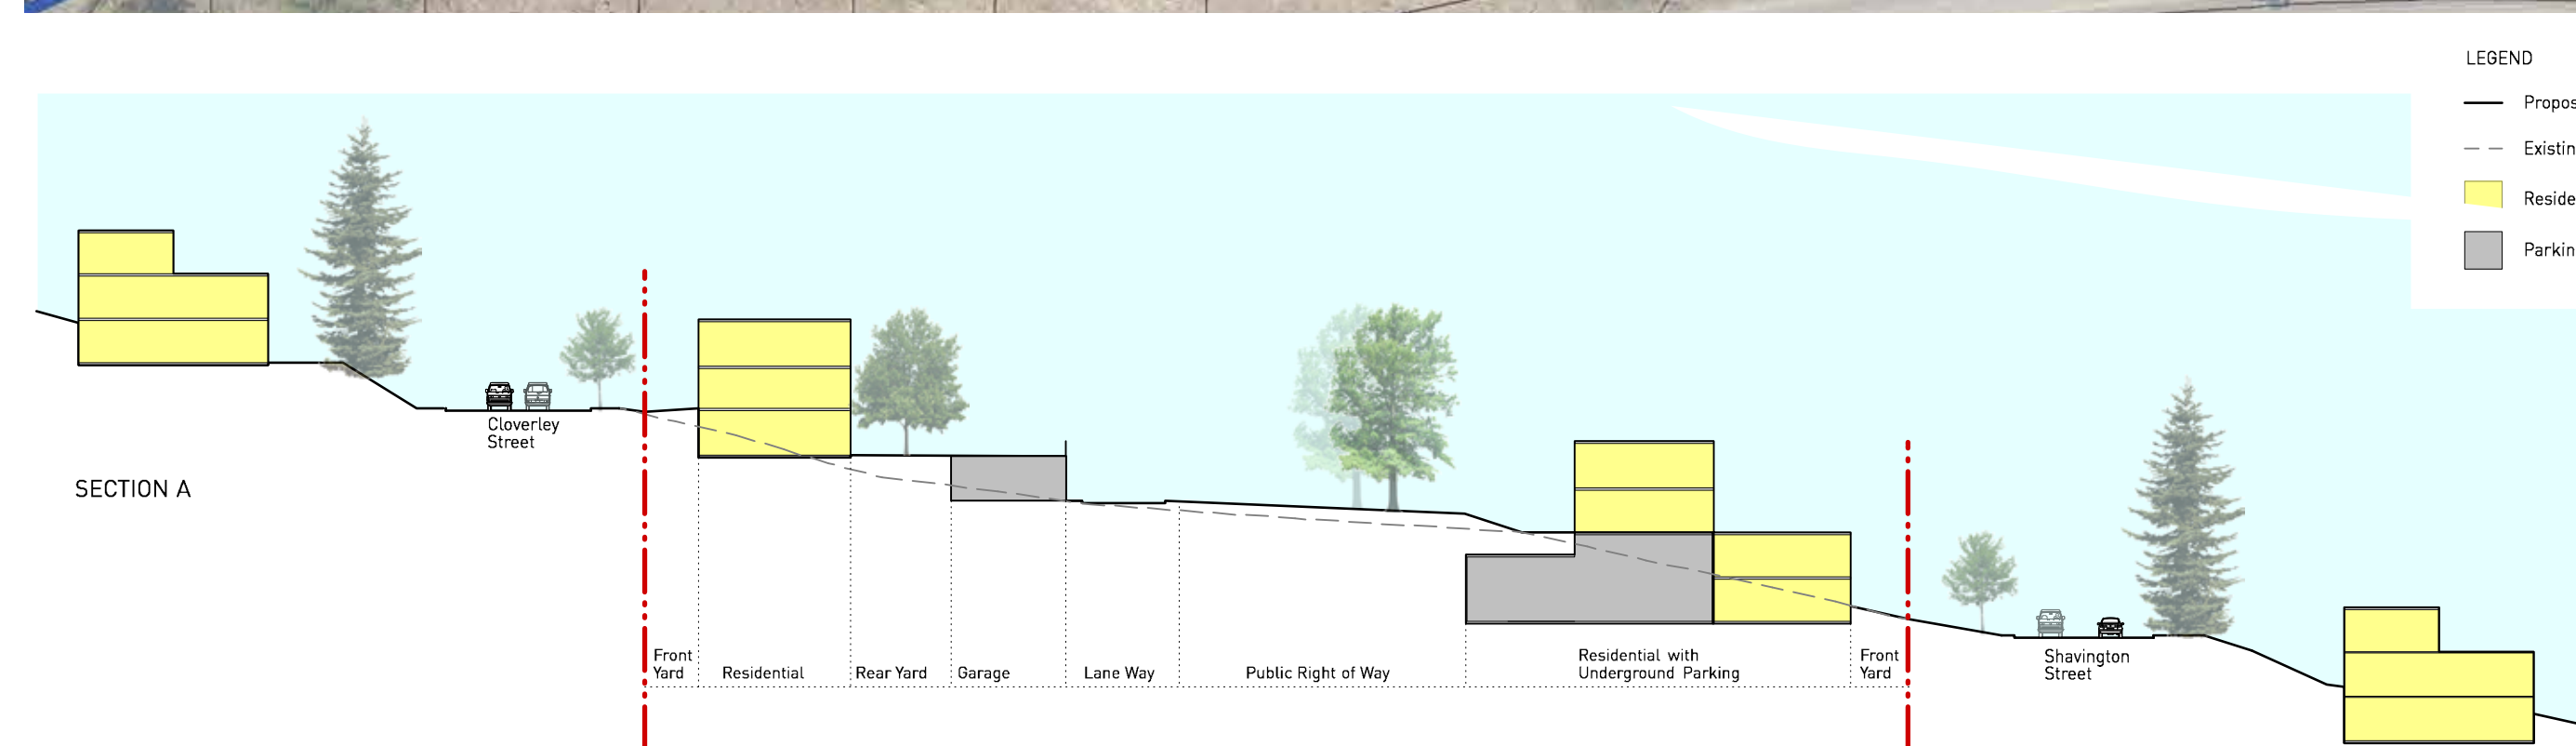 LEGEND
Propos
Existin
Reside
Parkin
Cloverley
Street
SECTION A
Front
Yard
Residential
Rear Yard
Garage
Lane Way
Public Right of Way
Residential with
Underground Parking
Front
Yard
Shavington
Street